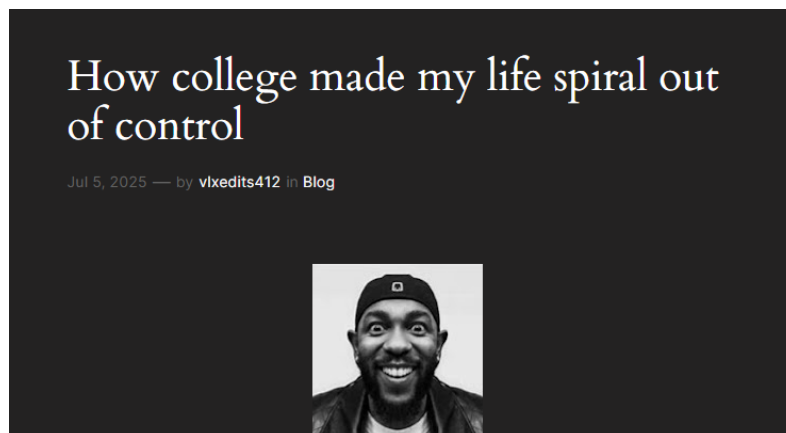 How college made my life spiral out
of control
Jul 5, 2025 — by vlxedits412 in Blog